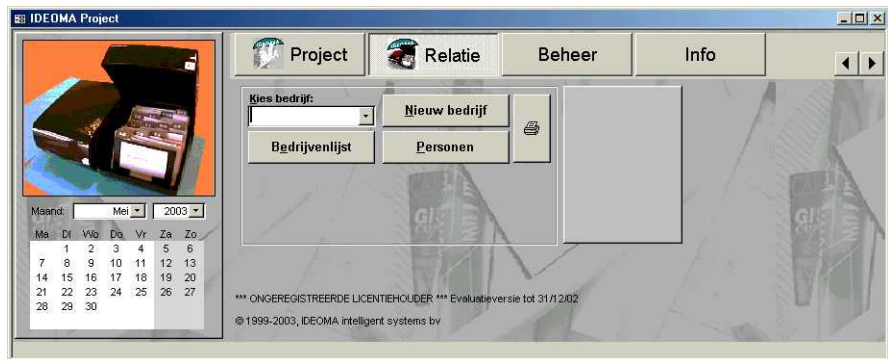 IDEOMA Project
Project Relatie Beheer Info
Kies bedrijf:
Nieuw bedrijf
Bedrijvenlijst Personen
Maand: Mei 2003
Ma Di Wo Do Vr Za Zo
1 2 3 4 5 6
7 8 9 10 11 12 13
14 15 16 17 18 19 20
21 22 23 24 25 26 27
28 29 30
*** ONGEREGISTREERDE LICENTIEHOUDER *** Evaluatieversie tot 31/12/02
© 1999-2003, IDEOMA intelligent systems bv